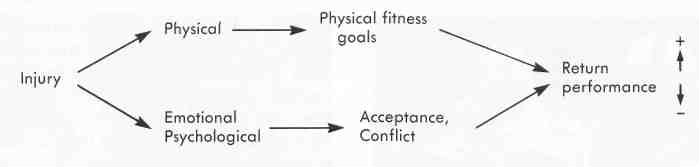 Physical
Physical fitness
goals
+
Injury
Return
performance
Emotional
Psychological
Acceptance,
Conflict
−